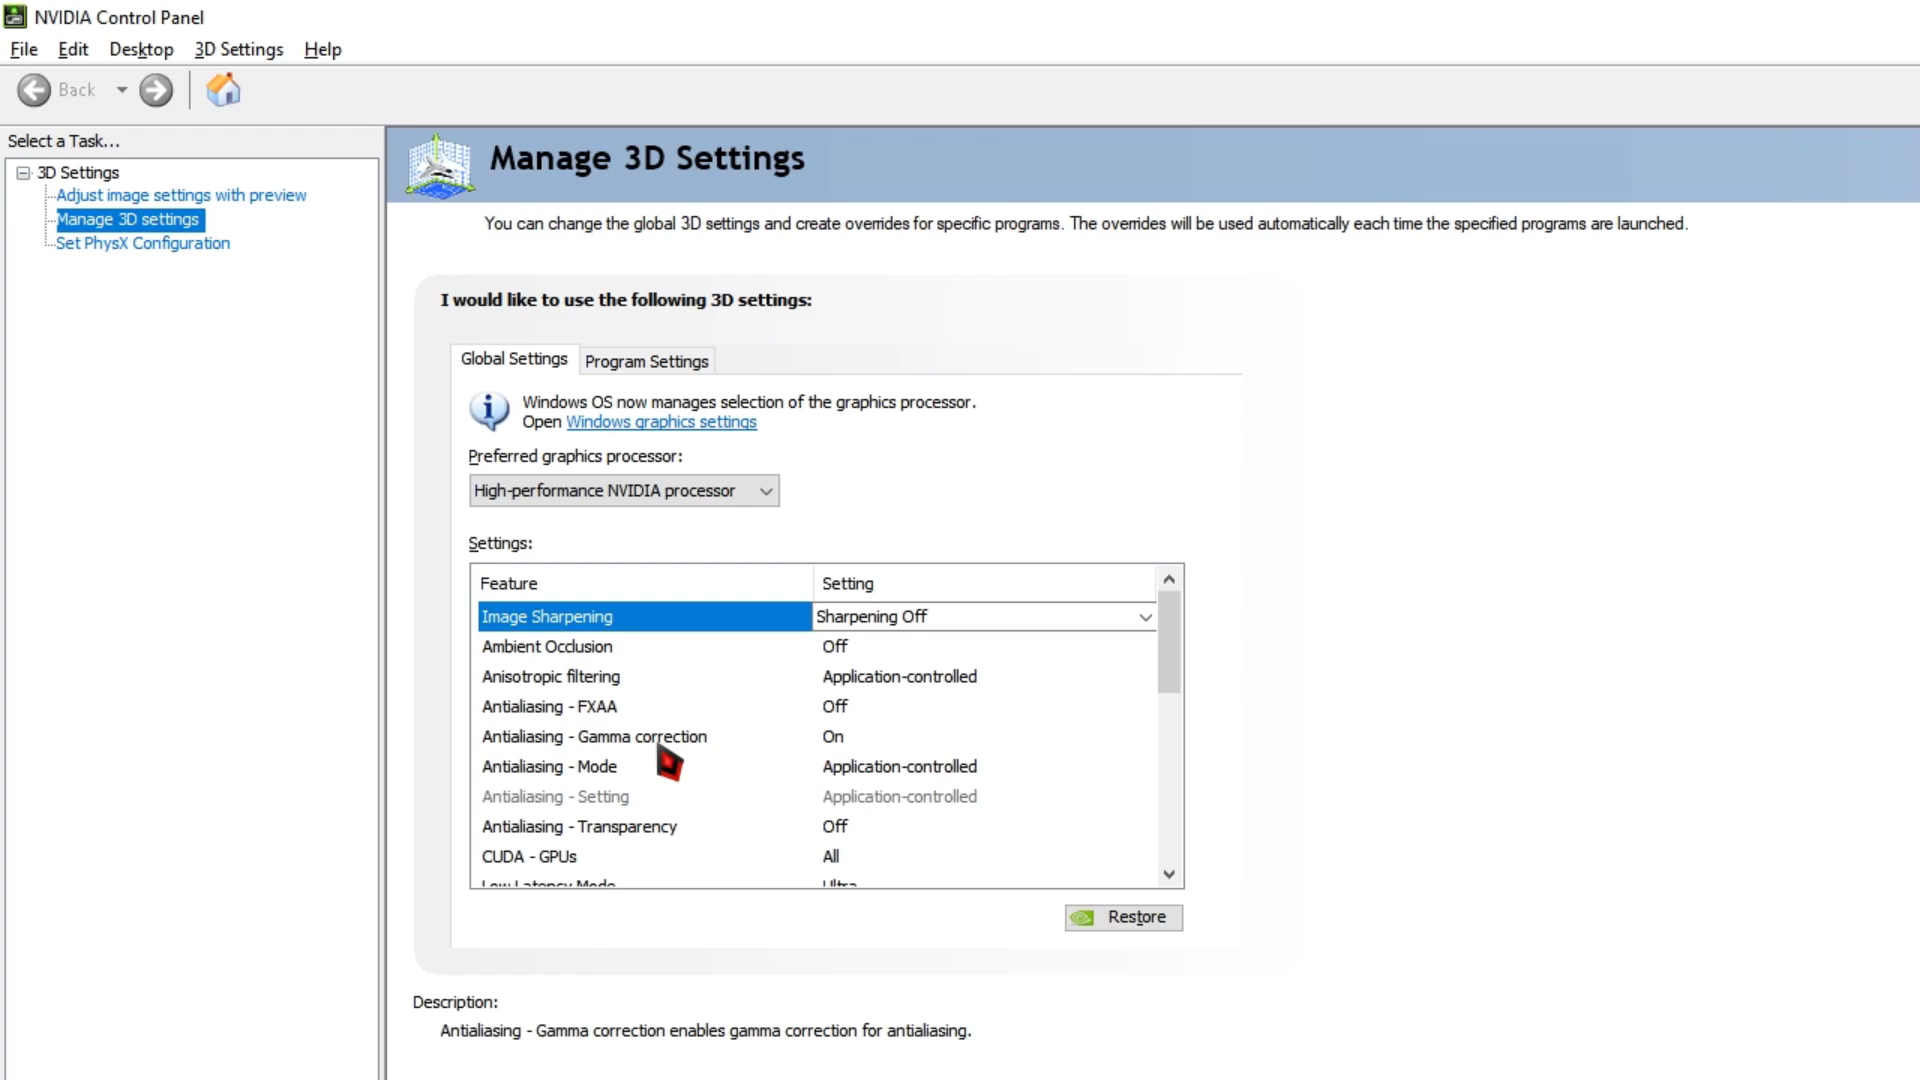 NVIDIA Control Panel
File Edit Desktop 3D Settings Help
Back
Select a Task...
3D Settings
Adjust image settings with preview
Manage 3D settings
Set PhysX Configuration
Manage 3D Settings
You can change the global 3D settings and create overrides for specific programs. The overrides will be used automatically each time the specified programs are launched.
I would like to use the following 3D settings:
Global Settings Program Settings
Windows OS now manages selection of the graphics processor.
Open Windows graphics settings
Preferred graphics processor:
High-performance NVIDIA processor
Settings:
Feature Setting
Image Sharpening Sharpening Off
Ambient Occlusion Off
Anisotropic filtering Application-controlled
Antialiasing - FXAA Off
Antialiasing - Gamma correction On
Antialiasing - Mode Application-controlled
Antialiasing - Setting Application-controlled
Antialiasing - Transparency Off
CUDA - GPUs All
Low Latency Mode Ultra
Restore
Description:
Antialiasing - Gamma correction enables gamma correction for antialiasing.